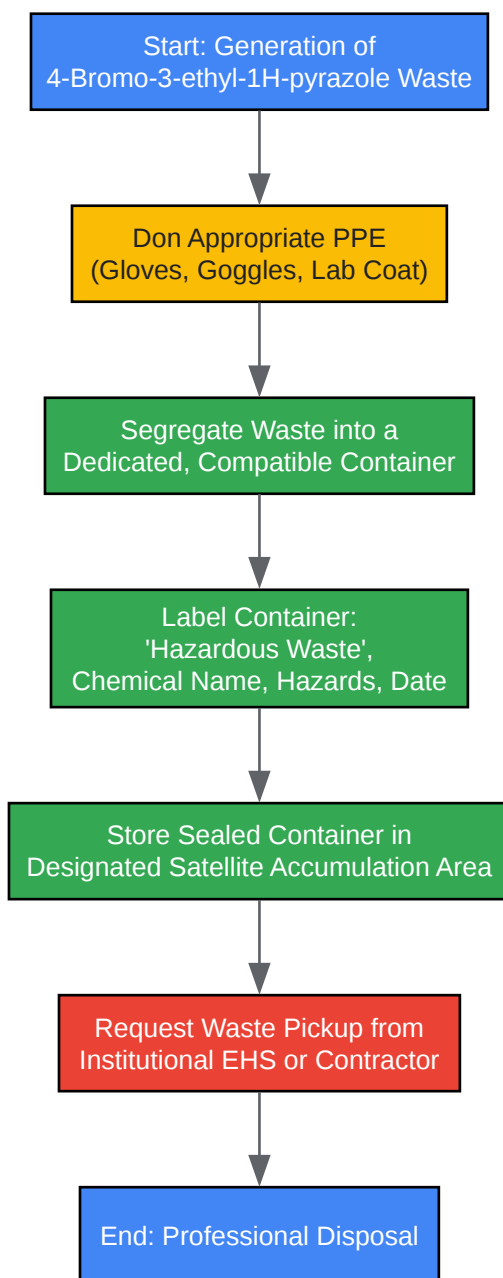 Start: Generation of
4-Bromo-3-ethyl-1H-pyrazole Waste
Don Appropriate PPE
(Gloves, Goggles, Lab Coat)
Segregate Waste into a
Dedicated, Compatible Container
Label Container:
'Hazardous Waste',
Chemical Name, Hazards, Date
Store Sealed Container in
Designated Satellite Accumulation Area
Request Waste Pickup from
Institutional EHS or Contractor
End: Professional Disposal